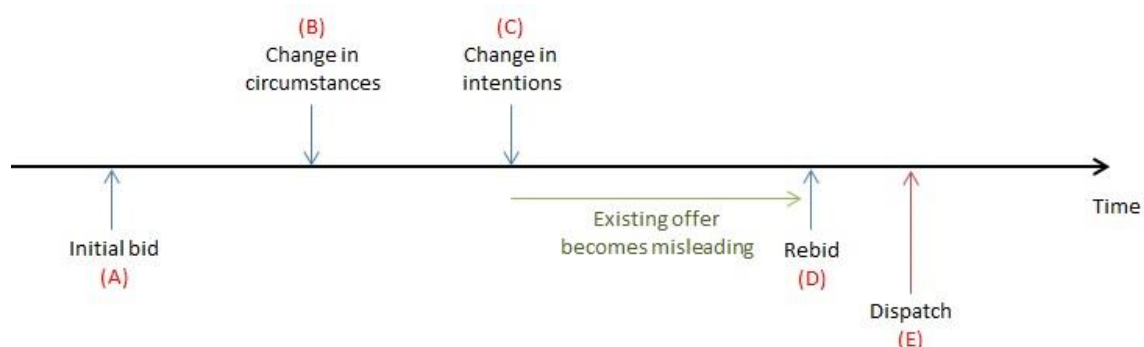 (B)
Change in
circumstances
(C)
Change in
intentions
Time
Existing offer
becomes misleading
Initial bid
(A)
Rebid
(D)
Dispatch
(E)